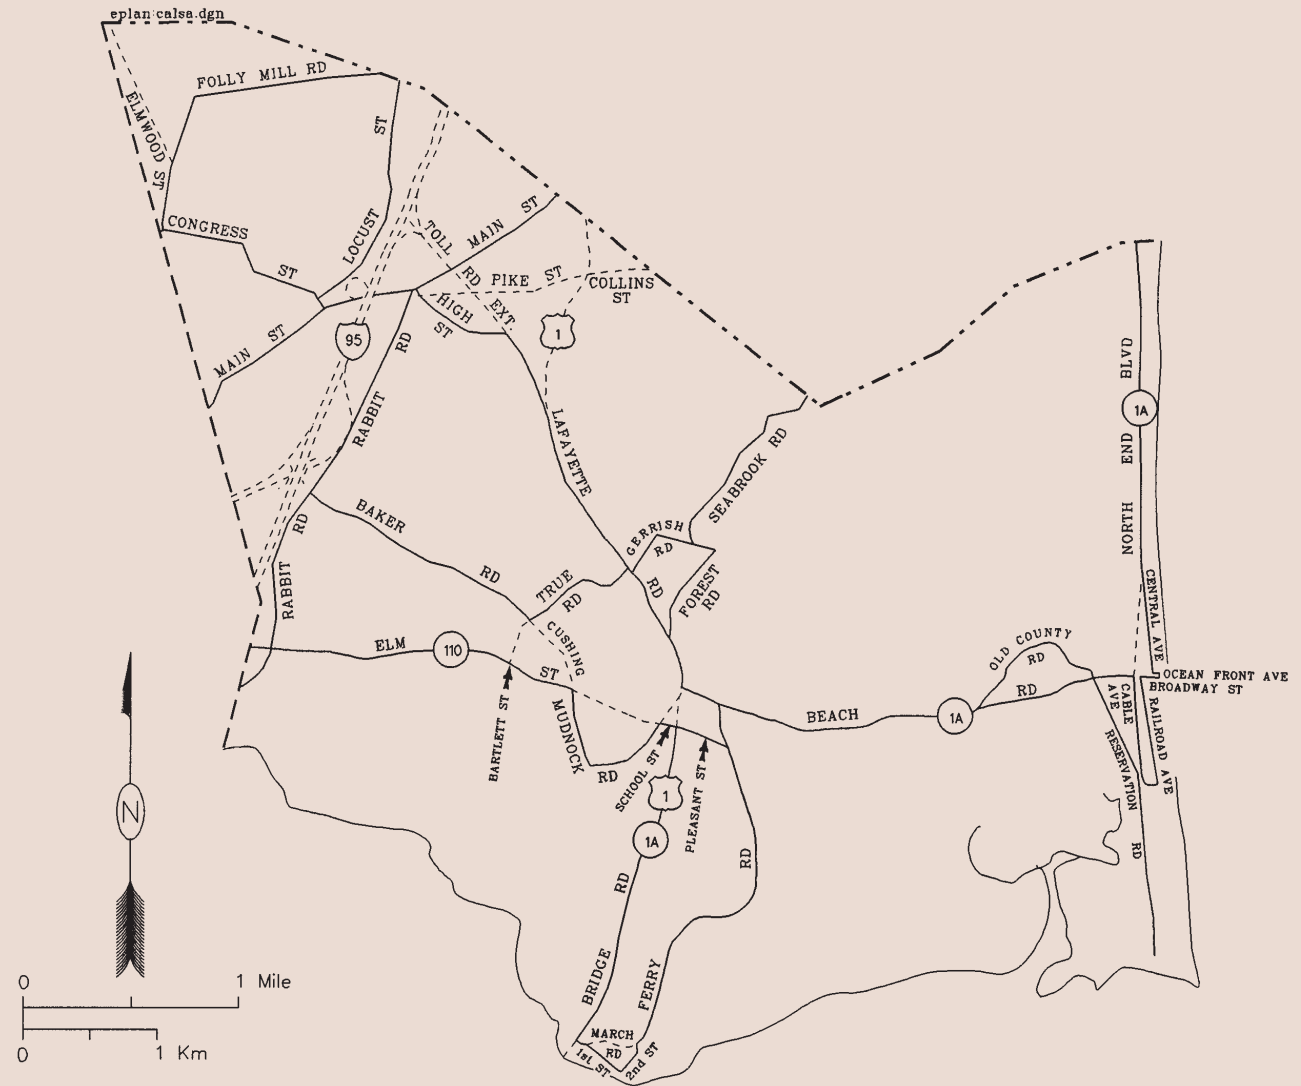 eplan:calsa.dgn
FOLLY MILL RD
ELMWOOD ST
ST
CONGRESS
ST
LOCUST
TOLL RD EXT.
MAIN ST
PIKE ST
COLLINS
ST
HIGH
ST
MAIN ST
95
1
RD
RABBIT
BLVD
1A
END
NORTH
LAFAYETTE
RD
SEABROOK RD
BAKER
RD
GERRISH
RD
RD
RABBIT
TRUE
RD
FOREST
RD
CENTRAL AVE
CUSHING
ELM
110
ST
OLD COUNTY
RD
RD
OCEAN FRONT AVE
BROADWAY ST
CABLE
AVE
RAILROAD AVE
BARTLETT ST
MUDNOCK
RD
BEACH
1A
RESERVATION
RD
SCHOOL ST
1
PLEASANT ST
1A
N
RD
RD
BRIDGE
FERRY
MARCH
RD
1st ST
2nd ST
0 1 Mile
0 1 Km